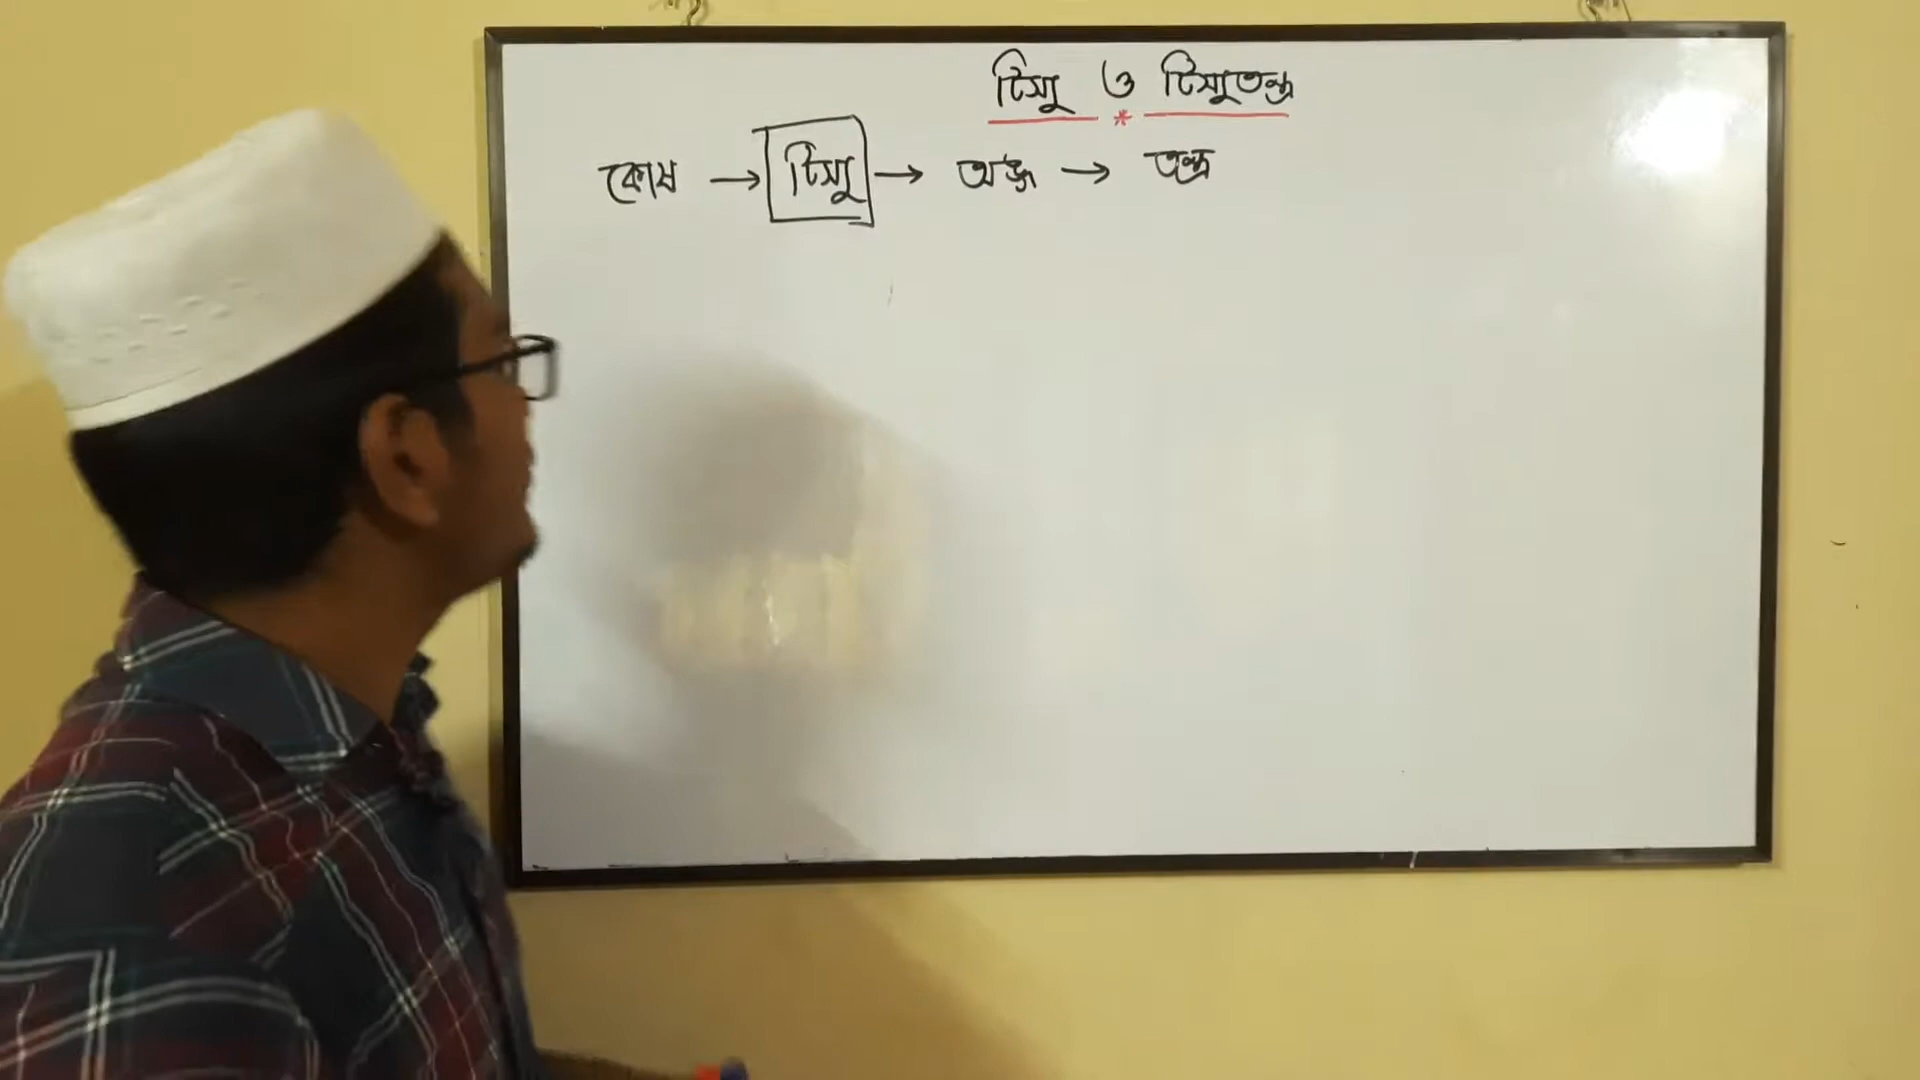 টিস্যু ও টিস্যুতন্ত্র
*
কোষ → টিস্যু → অঙ্গ → তন্ত্র